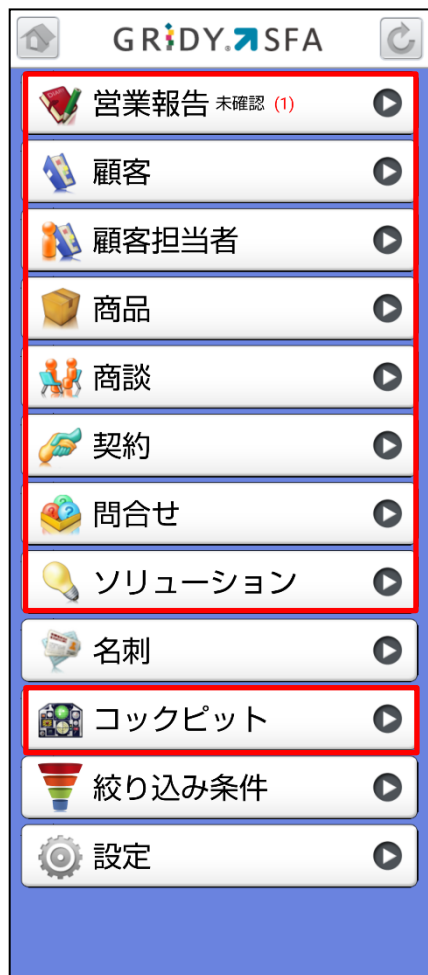 GRiDY.SFA
営業報告 未確認 (1)
顧客
顧客担当者
商品
商談
契約
問合せ
ソリューション
名刺
コックピット
絞り込み条件
設定